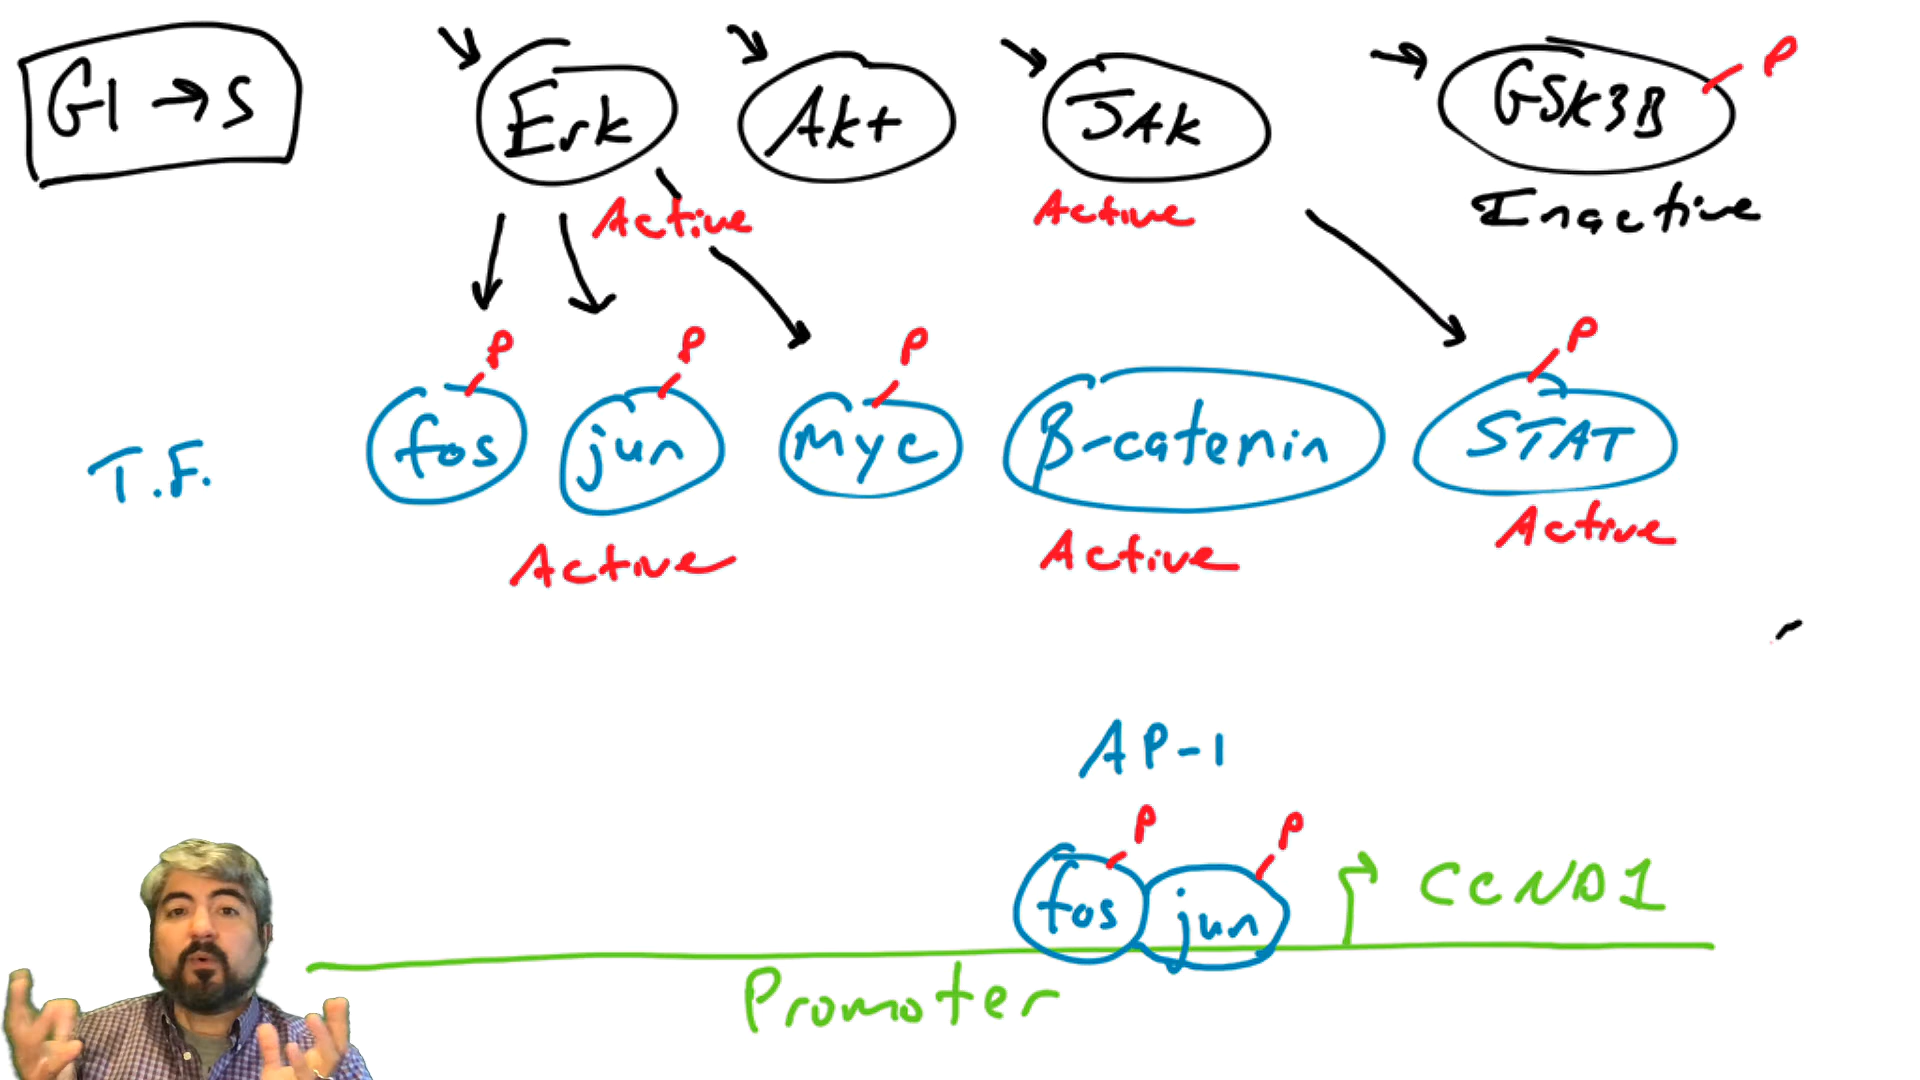 G1 → S
Erk Akt JAK GSK3B P
Active Active Inactive
P P P P
T.F. fos jun Myc β-catenin STAT
Active Active Active
AP-1
P P
fos jun CCND1
Promoter